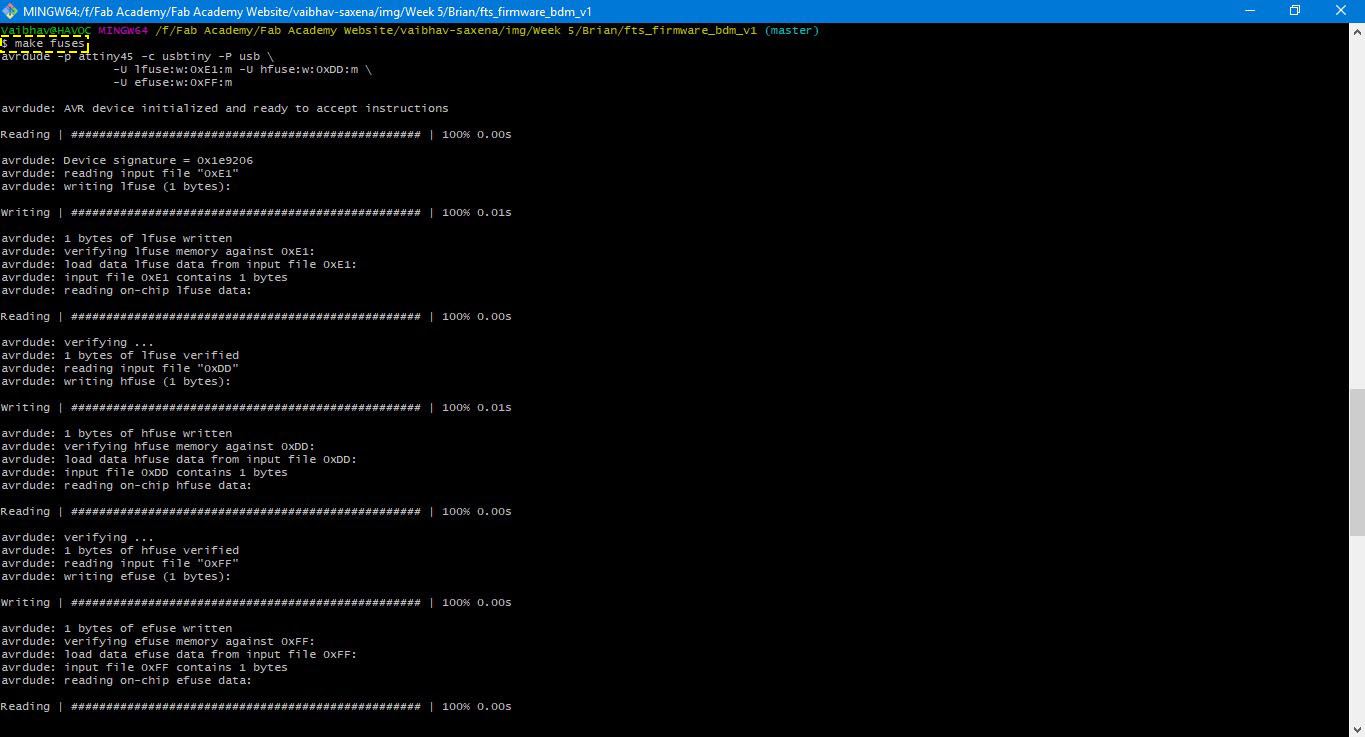 MINGW64:/f/Fab Academy/Fab Academy Website/vaibhav-saxena/img/Week 5/Brian/fts_firmware_bdm_v1
Vaibhav@HAVOC MINGW64 /f/Fab Academy/Fab Academy Website/vaibhav-saxena/img/Week 5/Brian/fts_firmware_bdm_v1 (master)
$ make fuses
avrdude -p attiny45 -c usbtiny -P usb \
-U lfuse:w:0xE1:m -U hfuse:w:0xDD:m \
-U efuse:w:0xFF:m
avrdude: AVR device initialized and ready to accept instructions
Reading | ################################################## | 100% 0.00s
avrdude: Device signature = 0x1e9206
avrdude: reading input file "0xE1"
avrdude: writing lfuse (1 bytes):
Writing | ################################################## | 100% 0.01s
avrdude: 1 bytes of lfuse written
avrdude: verifying lfuse memory against 0xE1:
avrdude: load data lfuse data from input file 0xE1:
avrdude: input file 0xE1 contains 1 bytes
avrdude: reading on-chip lfuse data:
Reading | ################################################## | 100% 0.00s
avrdude: verifying ...
avrdude: 1 bytes of lfuse verified
avrdude: reading input file "0xDD"
avrdude: writing hfuse (1 bytes):
Writing | ################################################## | 100% 0.01s
avrdude: 1 bytes of hfuse written
avrdude: verifying hfuse memory against 0xDD:
avrdude: load data hfuse data from input file 0xDD:
avrdude: input file 0xDD contains 1 bytes
avrdude: reading on-chip hfuse data:
Reading | ################################################## | 100% 0.00s
avrdude: verifying ...
avrdude: 1 bytes of hfuse verified
avrdude: reading input file "0xFF"
avrdude: writing efuse (1 bytes):
Writing | ################################################## | 100% 0.00s
avrdude: 1 bytes of efuse written
avrdude: verifying efuse memory against 0xFF:
avrdude: load data efuse data from input file 0xFF:
avrdude: input file 0xFF contains 1 bytes
avrdude: reading on-chip efuse data:
Reading | ################################################## | 100% 0.00s